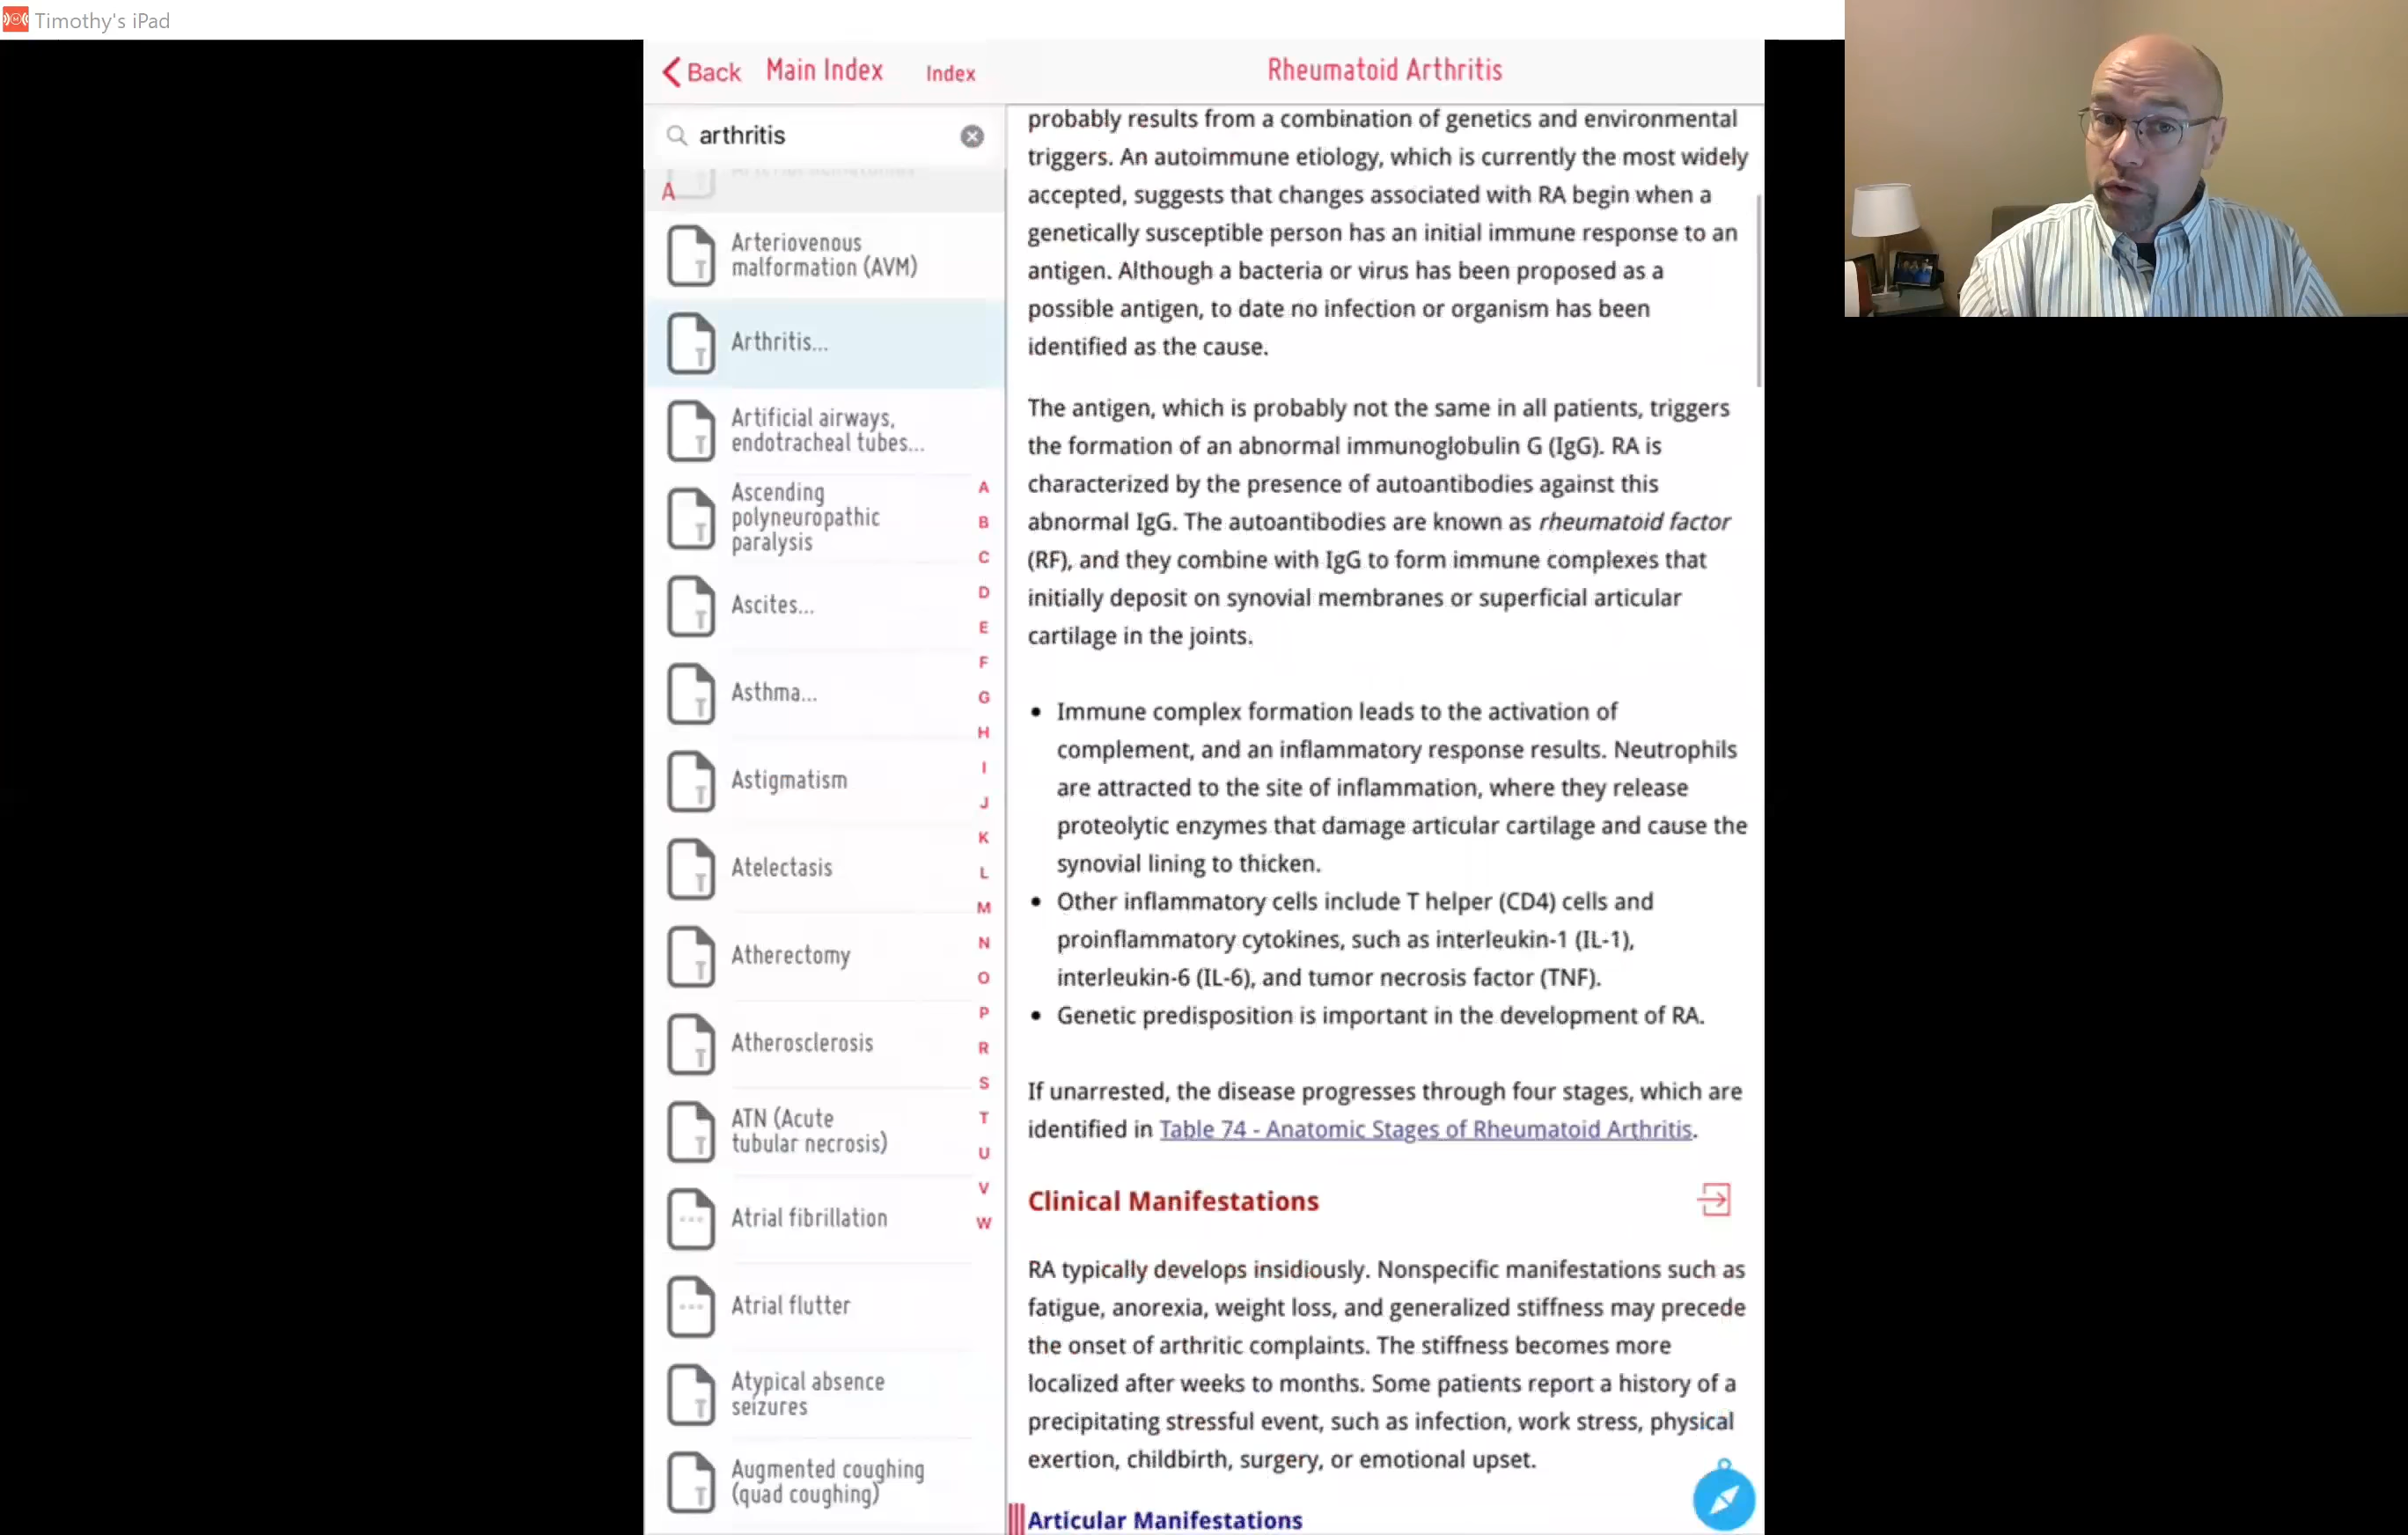 Timothy's iPad
Back
Main Index
Index
Rheumatoid Arthritis
arthritis
A
Arteriovenous
malformation (AVM)
Arthritis...
Artificial airways,
endotracheal tubes...
Ascending
polyneuropathic
paralysis
Ascites...
Asthma...
Astigmatism
Atelectasis
Atherectomy
Atherosclerosis
ATN (Acute
tubular necrosis)
Atrial fibrillation
Atrial flutter
Atypical absence
seizures
Augmented coughing
(quad coughing)
A
B
C
D
E
F
G
H
I
J
K
L
M
N
O
P
R
S
T
U
V
W
probably results from a combination of genetics and environmental
triggers. An autoimmune etiology, which is currently the most widely
accepted, suggests that changes associated with RA begin when a
genetically susceptible person has an initial immune response to an
antigen. Although a bacteria or virus has been proposed as a
possible antigen, to date no infection or organism has been
identified as the cause.
The antigen, which is probably not the same in all patients, triggers
the formation of an abnormal immunoglobulin G (IgG). RA is
characterized by the presence of autoantibodies against this
abnormal IgG. The autoantibodies are known as rheumatoid factor
(RF), and they combine with IgG to form immune complexes that
initially deposit on synovial membranes or superficial articular
cartilage in the joints.
• Immune complex formation leads to the activation of
complement, and an inflammatory response results. Neutrophils
are attracted to the site of inflammation, where they release
proteolytic enzymes that damage articular cartilage and cause the
synovial lining to thicken.
• Other inflammatory cells include T helper (CD4) cells and
proinflammatory cytokines, such as interleukin-1 (IL-1),
interleukin-6 (IL-6), and tumor necrosis factor (TNF).
• Genetic predisposition is important in the development of RA.
If unarrested, the disease progresses through four stages, which are
identified in Table 74 - Anatomic Stages of Rheumatoid Arthritis.
Clinical Manifestations
RA typically develops insidiously. Nonspecific manifestations such as
fatigue, anorexia, weight loss, and generalized stiffness may precede
the onset of arthritic complaints. The stiffness becomes more
localized after weeks to months. Some patients report a history of a
precipitating stressful event, such as infection, work stress, physical
exertion, childbirth, surgery, or emotional upset.
Articular Manifestations